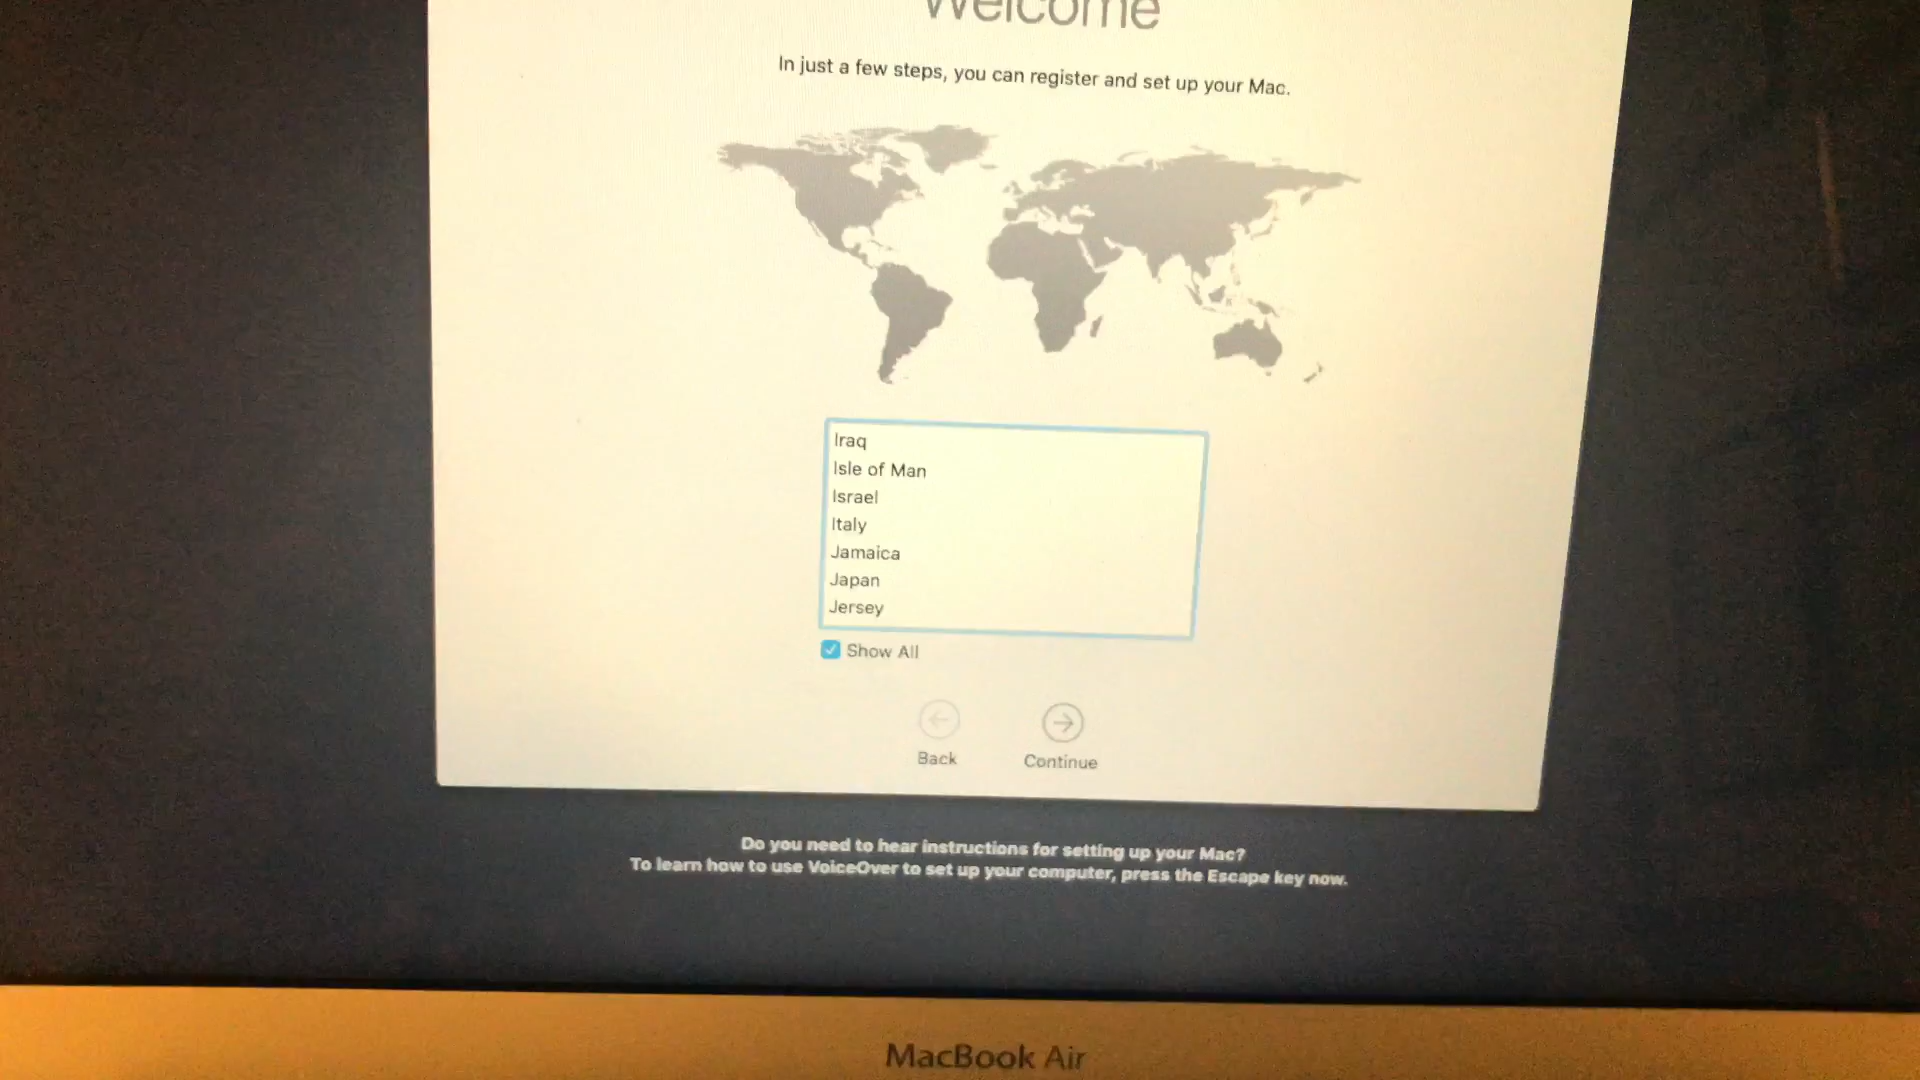 Welcome
In just a few steps, you can register and set up your Mac.
Iraq
Isle of Man
Israel
Italy
Jamaica
Japan
Jersey
Show All
Back
Continue
Do you need to hear instructions for setting up your Mac?
To learn how to use VoiceOver to set up your computer, press the Escape key now.
MacBook Air